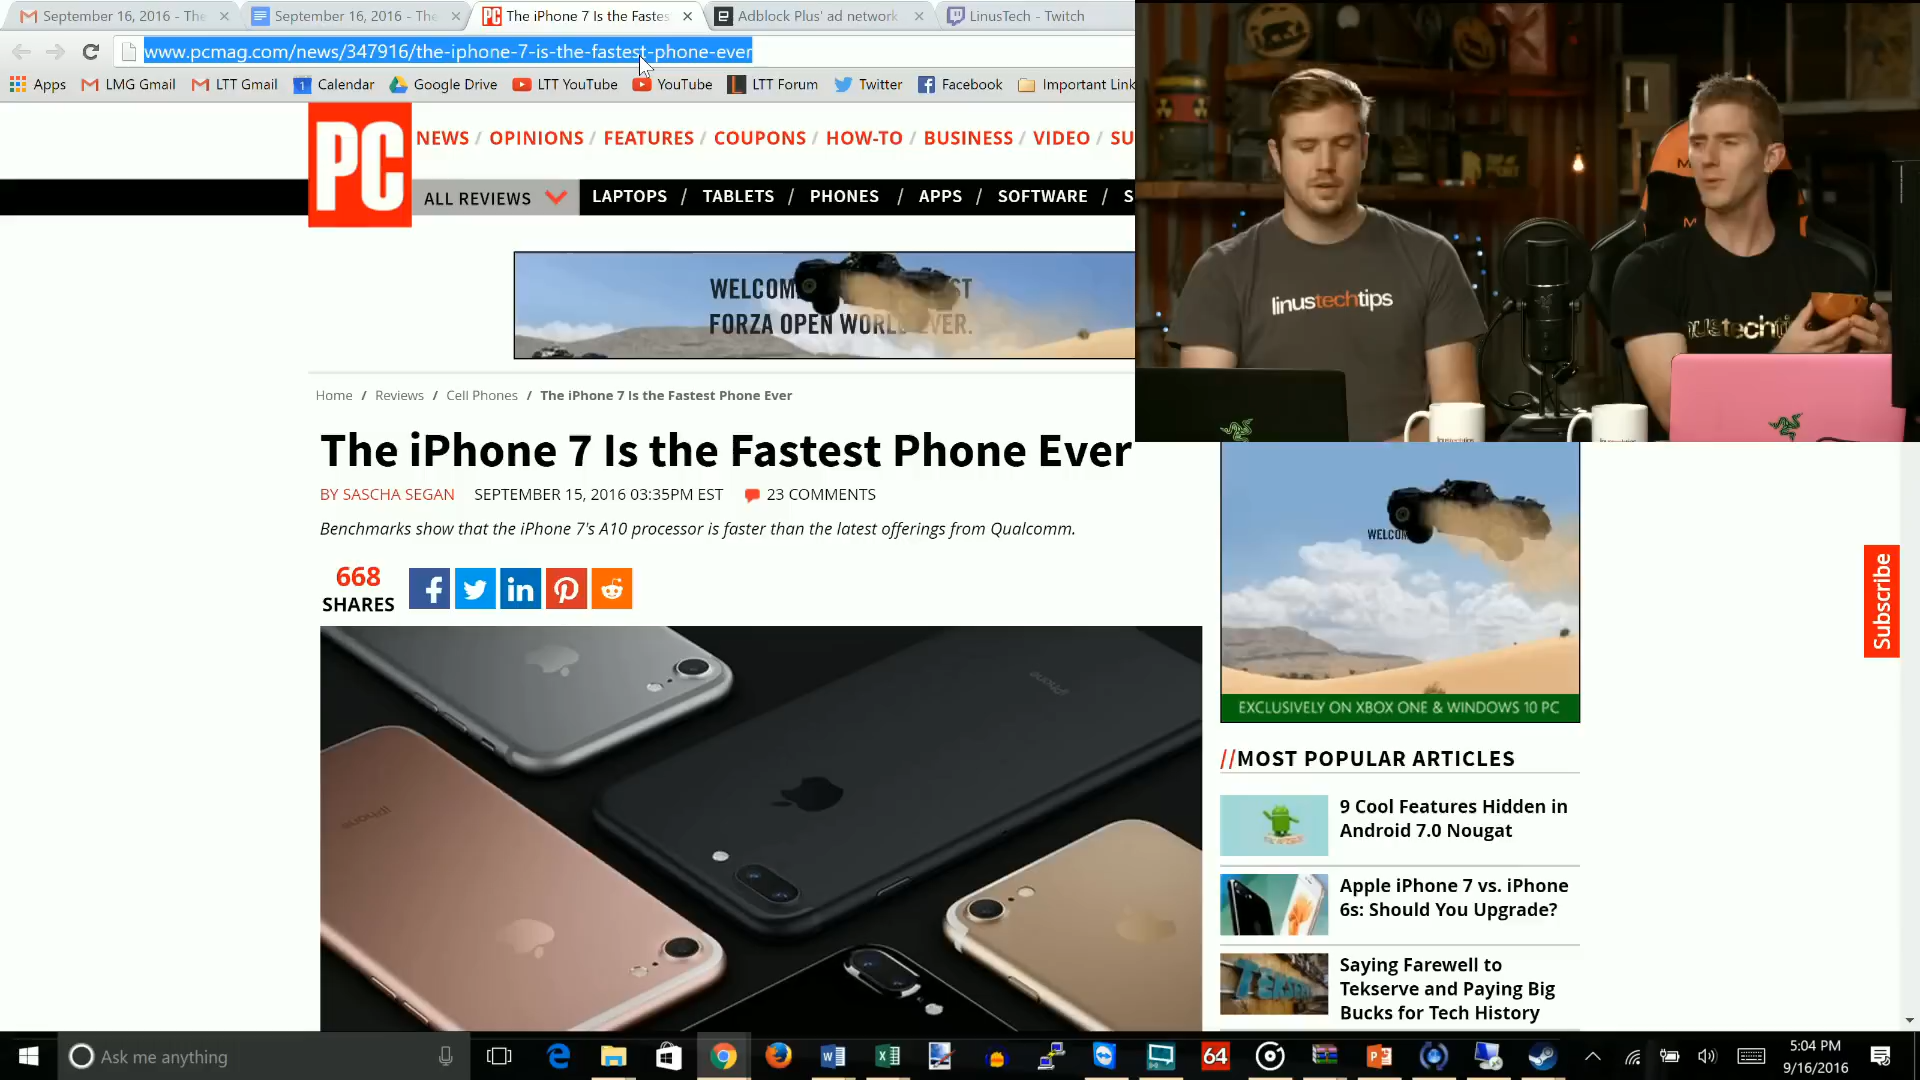 September 16, 2016 - The
September 16, 2016 - The
The iPhone 7 Is the Fastes
Adblock Plus' ad network
LinusTech - Twitch
www.pcmag.com/news/347916/the-iphone-7-is-the-fastest-phone-ever
Apps
LMG Gmail
LTT Gmail
Calendar
Google Drive
LTT YouTube
YouTube
LTT Forum
Twitter
Facebook
Important Link
PC
NEWS / OPINIONS / FEATURES / COUPONS / HOW-TO / BUSINESS / VIDEO / SU
ALL REVIEWS
LAPTOPS / TABLETS / PHONES / APPS / SOFTWARE / S
FORZA OPEN WORLD EVER.
linustechtips
Home / Reviews / Cell Phones / The iPhone 7 Is the Fastest Phone Ever
The iPhone 7 Is the Fastest Phone Ever
BY SASCHA SEGAN SEPTEMBER 15, 2016 03:35PM EST 23 COMMENTS
Benchmarks show that the iPhone 7's A10 processor is faster than the latest offerings from Qualcomm.
668
SHARES
iPhone
iPhone
EXCLUSIVELY ON XBOX ONE & WINDOWS 10 PC
Subscribe
//MOST POPULAR ARTICLES
9 Cool Features Hidden in
Android 7.0 Nougat
Apple iPhone 7 vs. iPhone
6s: Should You Upgrade?
Saying Farewell to
Tekserve and Paying Big
Bucks for Tech History
Ask me anything
64
5:04 PM
9/16/2016